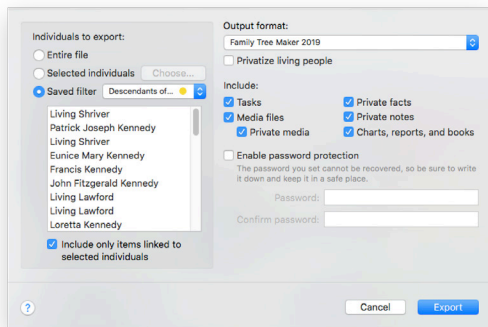 Individuals to export:
Entire file
Selected individuals Choose...
Saved filter Descendants of...
Living Shriver
Patrick Joseph Kennedy
Living Shriver
Eunice Mary Kennedy
Francis Kennedy
John Fitzgerald Kennedy
Living Lawford
Living Lawford
Loretta Kennedy
Include only items linked to
selected individuals
Output format:
Family Tree Maker 2019
Privatize living people
Include:
Tasks
Private facts
Media files
Private notes
Private media
Charts, reports, and books
Enable password protection
The password you set cannot be recovered, so be sure to write
it down and keep it in a safe place.
Password:
Confirm password:
?
Cancel
Export